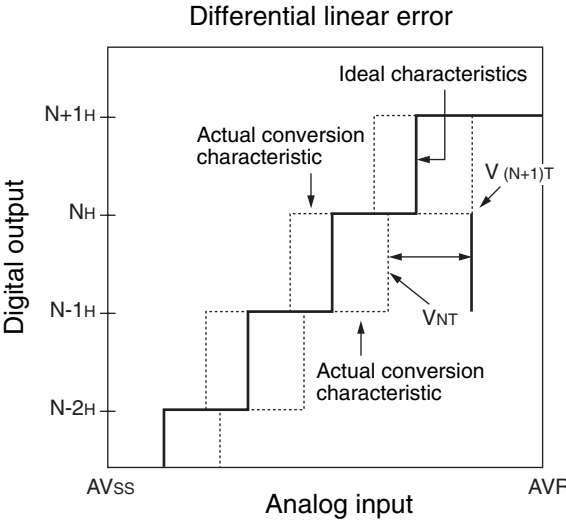 Differential linear error
Ideal characteristics
N+1H
Actual conversion
characteristic
V (N+1)T
NH
Digital output
N-1H
VNT
Actual conversion
characteristic
N-2H
AVSS
AVR
Analog input